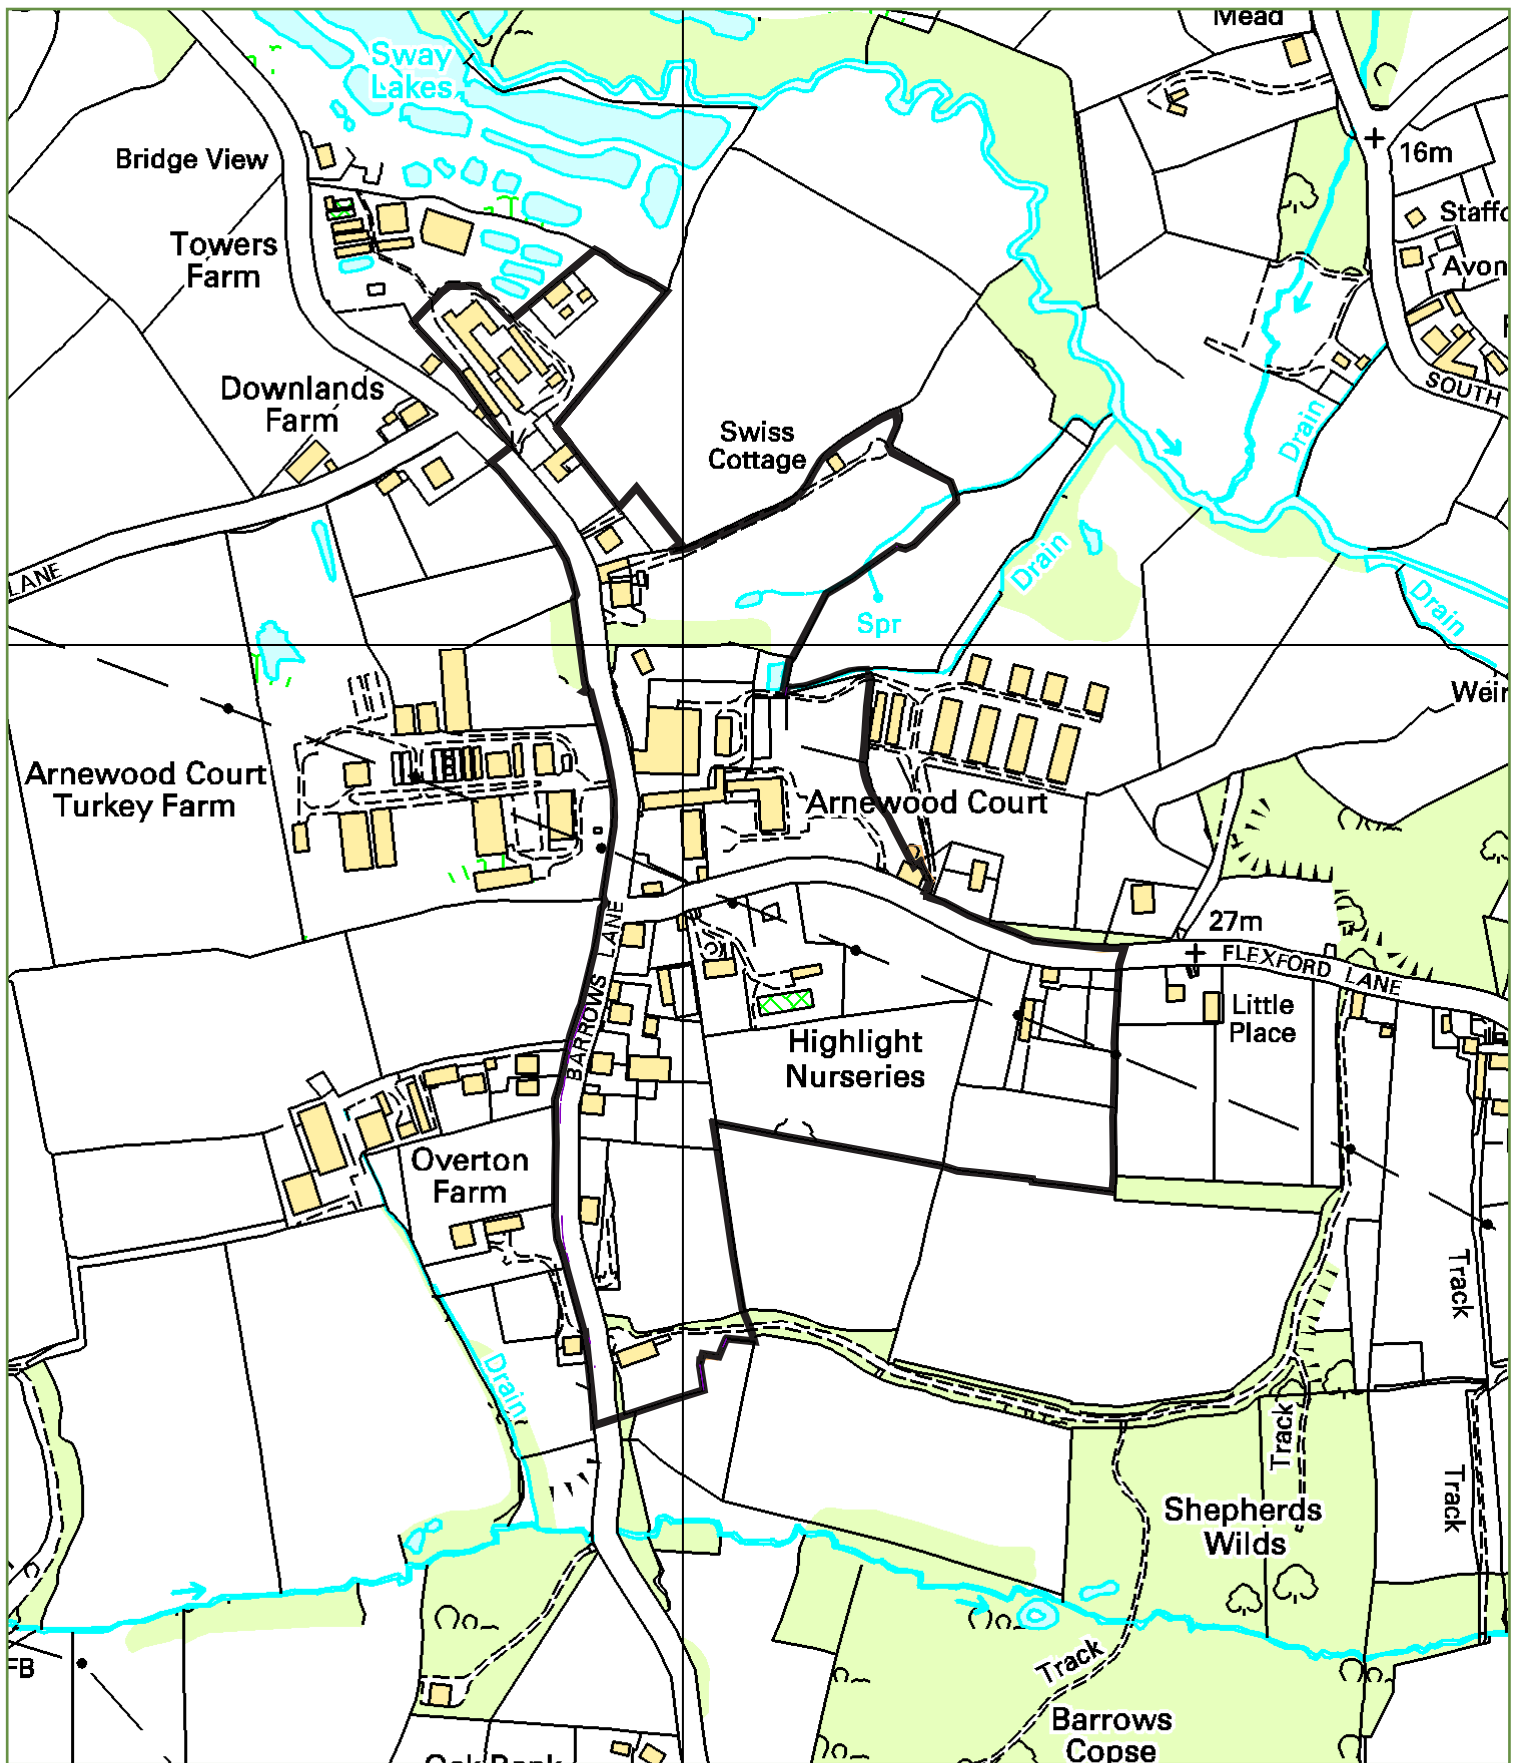 Mead
Sway
Lakes
Bridge View
16m
Towers
Farm
Avon
SOUTH
Downlands
Farm
Drain
Swiss
Cottage
LANE
Drain
Drain
Spr
Weir
Arnewood Court
Turkey Farm
Arnewood Court
27m
FLEXFORD LANE
BARROWS LANE
Little
Place
Highlight
Nurseries
Overton
Farm
Track
Drain
Track
Track
Shepherds
Wilds
FB
Track
Barrows
Copse